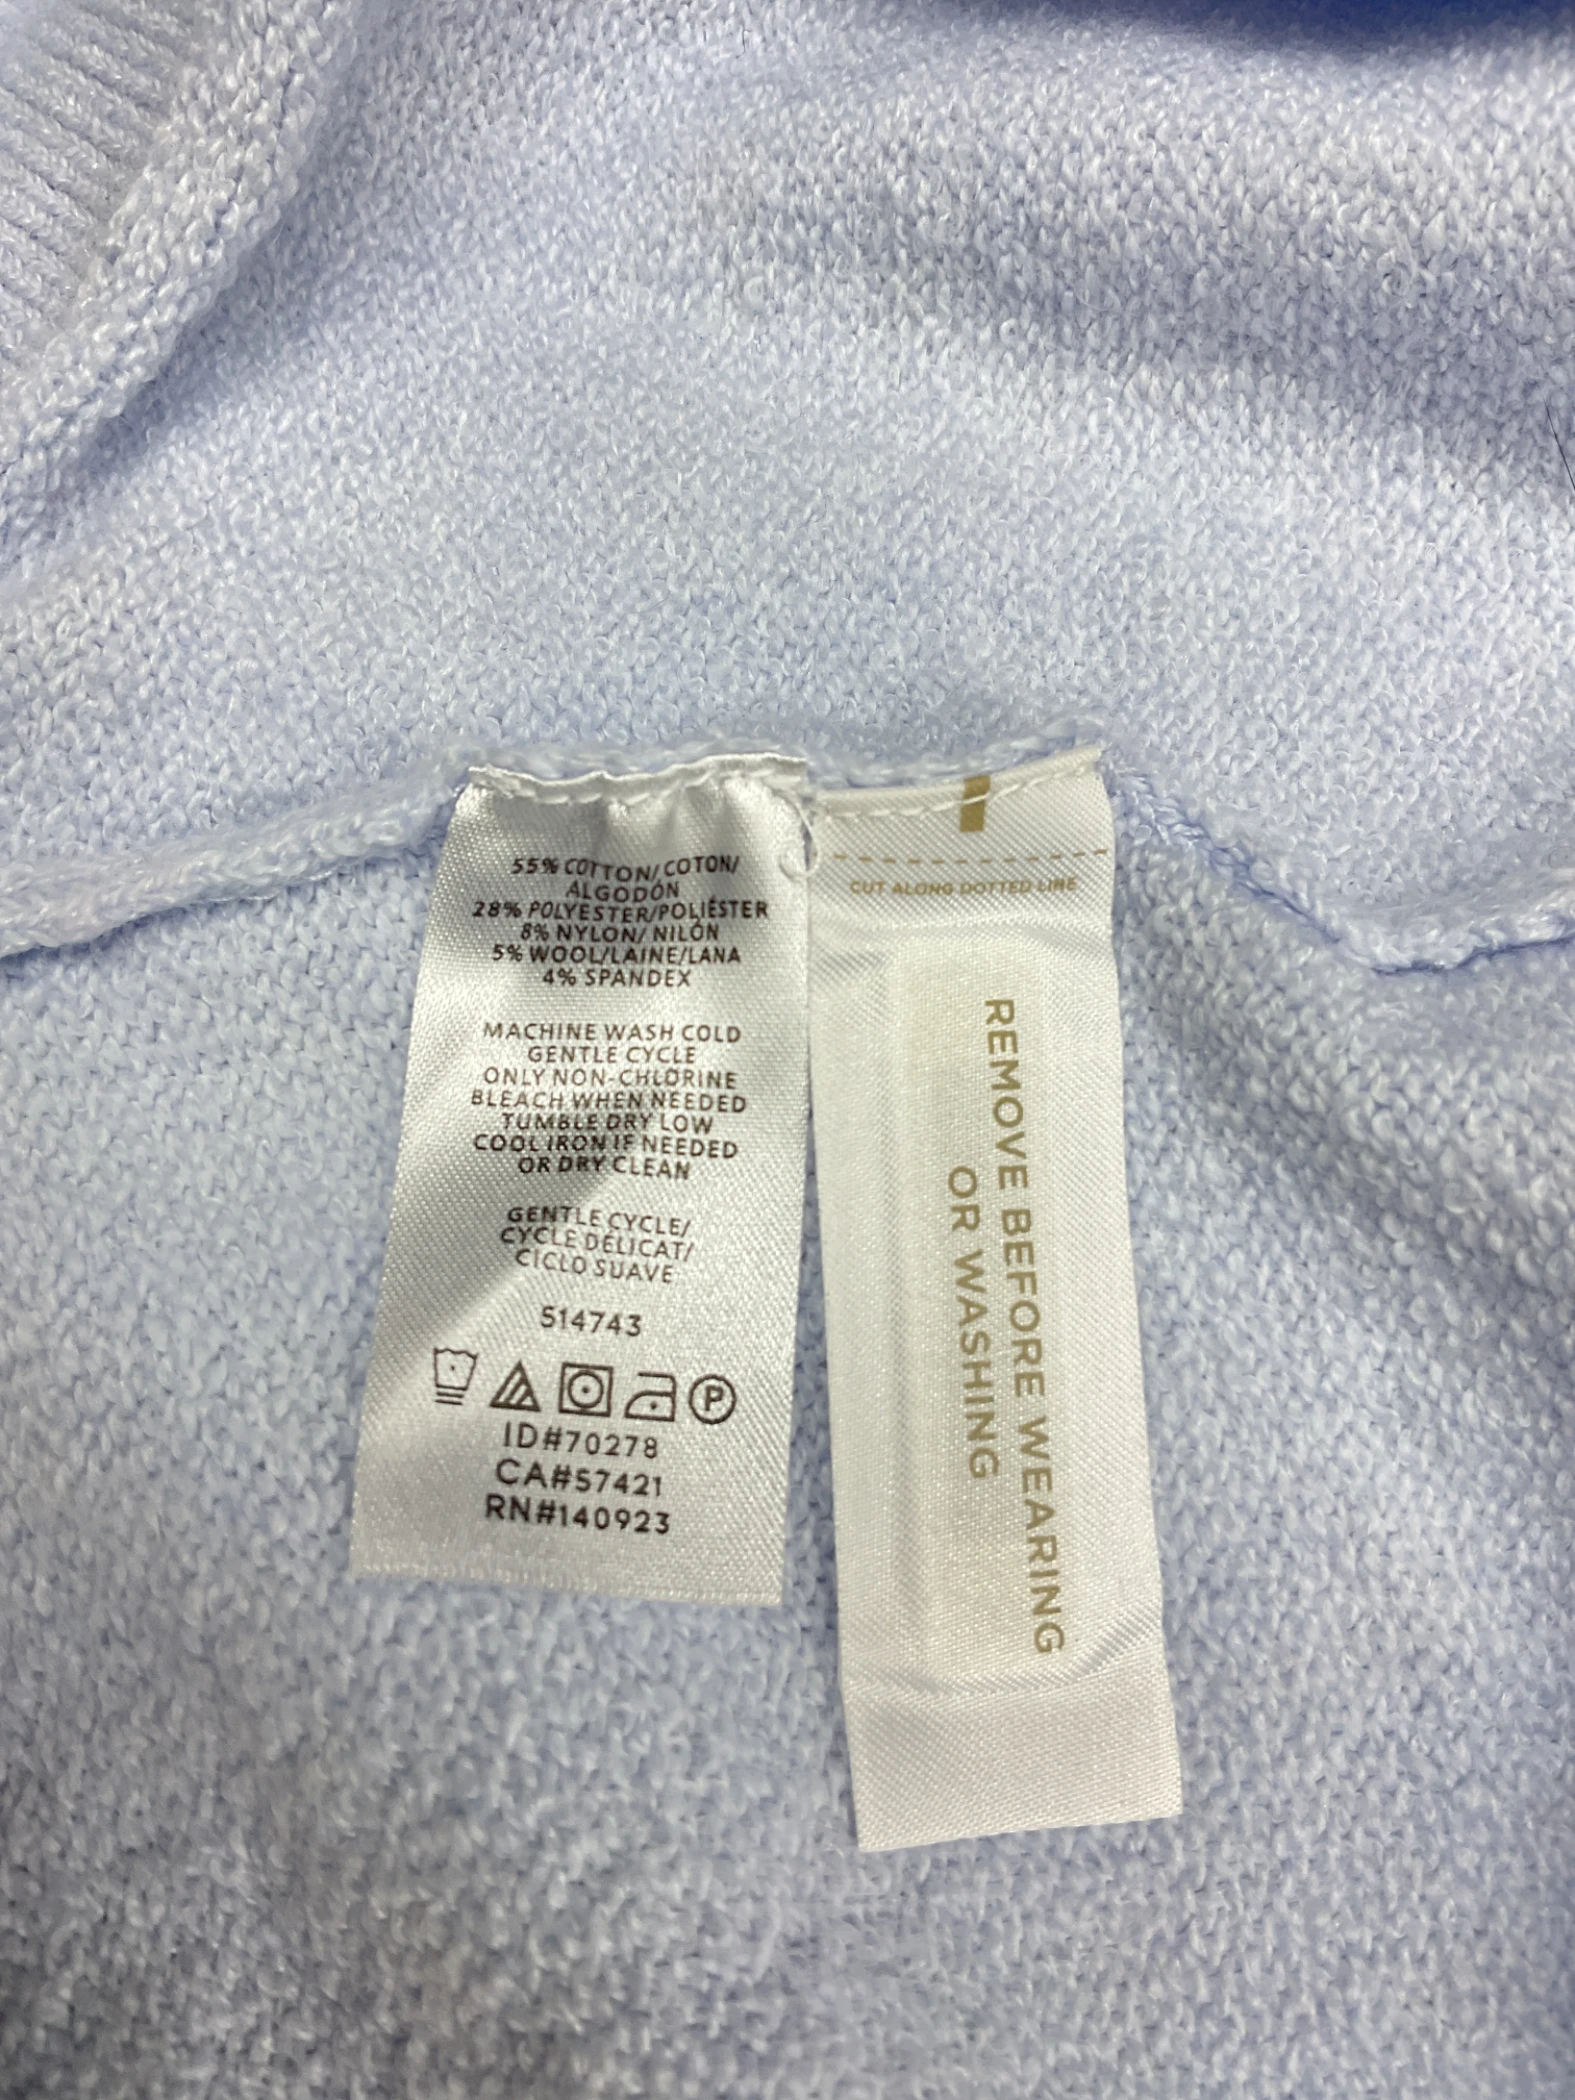 55% COTTON/COTON/
ALGODÓN
28% POLYESTER/POLIÉSTER
8% NYLON/ NILÓN
5% WOOL/LAINE/LANA
4% SPANDEX
MACHINE WASH COLD
GENTLE CYCLE
ONLY NON-CHLORINE
BLEACH WHEN NEEDED
TUMBLE DRY LOW
COOL IRON IF NEEDED
OR DRY CLEAN
GENTLE CYCLE/
CYCLE DÉLICAT/
CICLO SUAVE
514743
P
ID#70278
CA#57421
RN#140923
CUT ALONG DOTTED LINE
REMOVE BEFORE WEARING
OR WASHING